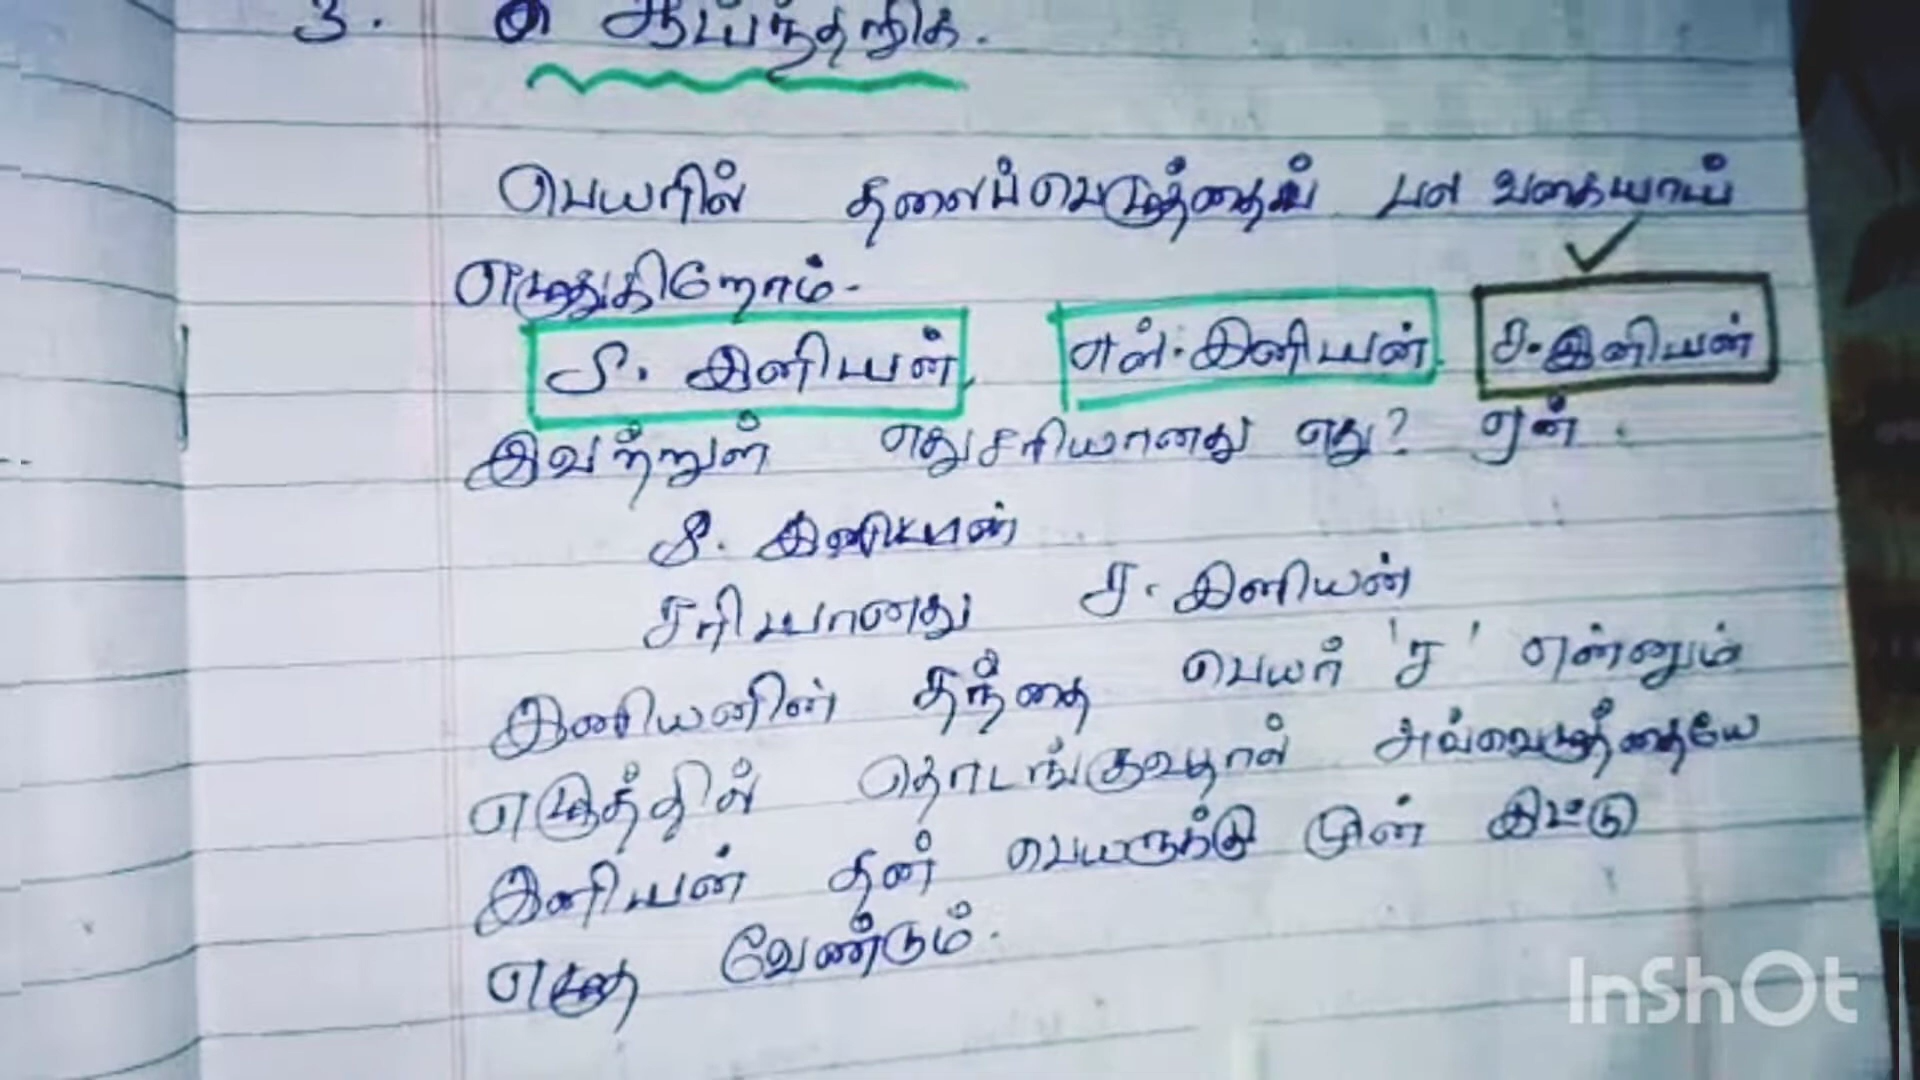 3. ஆய்ந்தறிக.
பெயரில் தலைப்பெழுத்தைப் பல வகையாய்
எழுதுகிறோம்.
S. இனியன், எஸ்.இனியன். ச.இனியன்
இவற்றுள் எதுசரியானது எது? ஏன்.
S. இனியன்
சரியானது ச.இனியன்
இனியனின் தந்தை பெயர் 'ச' என்னும்
எழுத்தில் தொடங்குவதால் அவ்வெழுத்தையே
இனியன் தன் பெயருக்கு முன் இட்டு
எழுத வேண்டும்.
InShOt